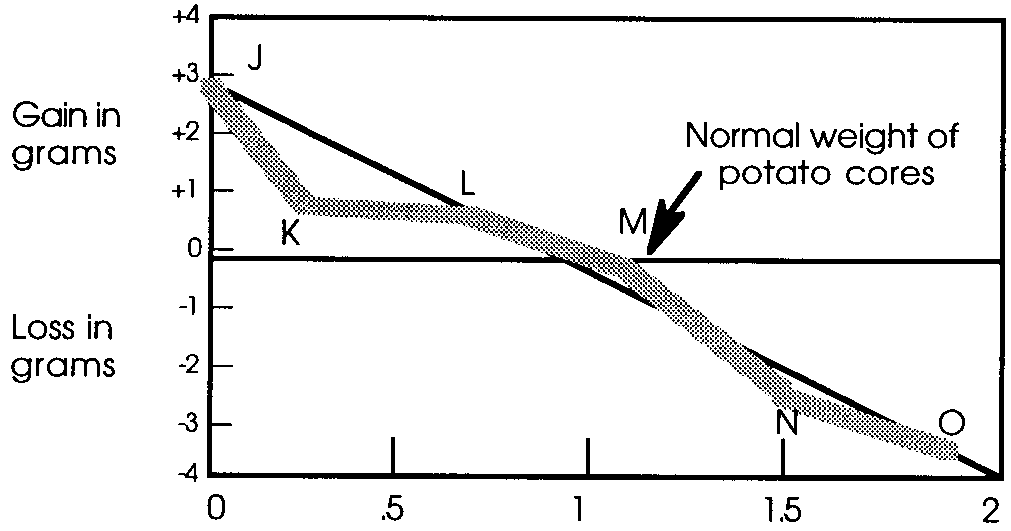 +4
+3
J
Gain in
grams
+2
Normal weight of
potato cores
+1
L
K
M
0
-1
Loss in
grams
-2
-3
N
O
-4
0
.5
1
1.5
2